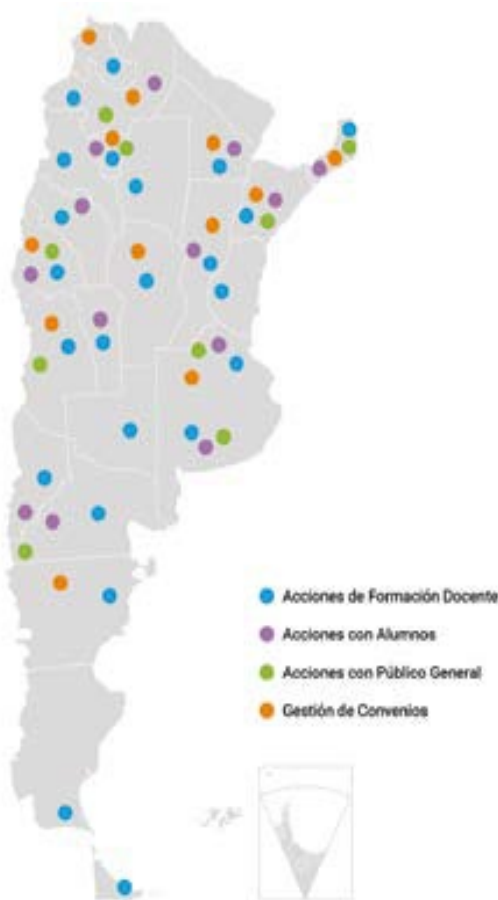 Acciones de Formación Docente
Acciones con Alumnos
Acciones con Público General
Gestión de Convenios